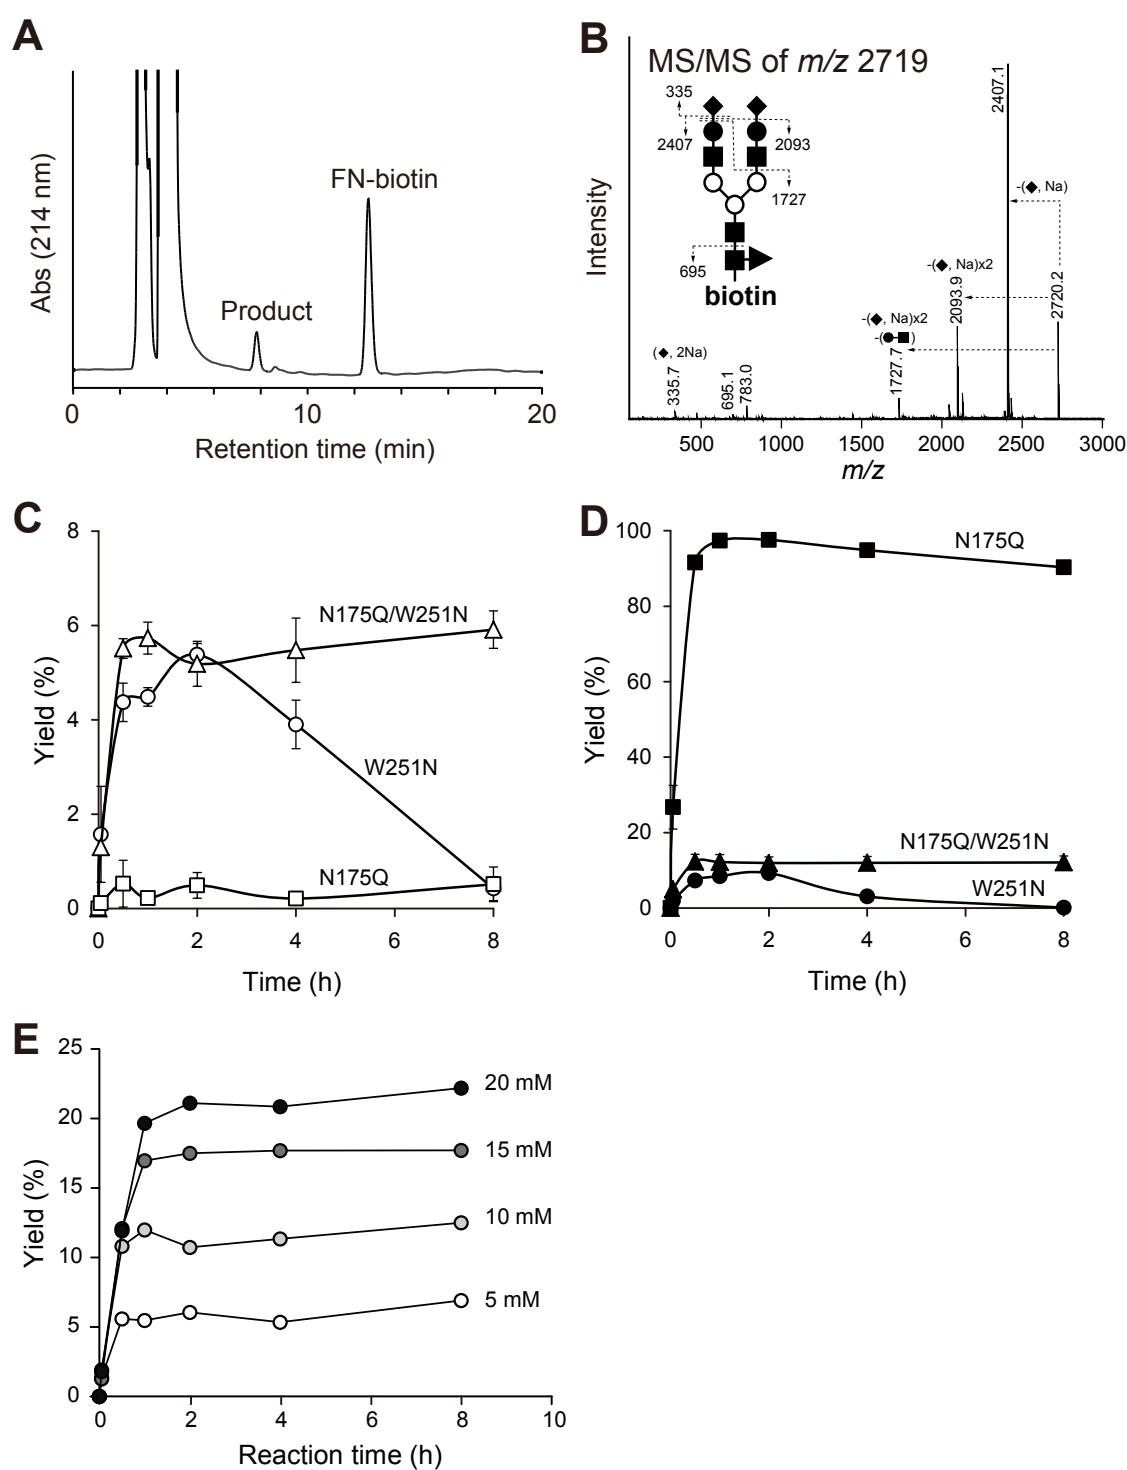 A
FN-biotin
Product
Abs (214 nm)
0 10 20
Retention time (min)
B
MS/MS of m/z 2719
335
2407 2093
1727
695
biotin
2407.1
-(◆, Na)
-(◆, Na)x2
2093.9
2720.2
-(◆, Na)x2
-(●-■)
1727.7
(◆, 2Na)
335.7
695.1
783.0
Intensity
500 1000 1500 2000 2500 3000
m/z
C
8
6
4
2
0
Yield (%)
N175Q/W251N
W251N
N175Q
0 2 4 6 8
Time (h)
D
100
80
60
40
20
0
Yield (%)
N175Q
N175Q/W251N
W251N
0 2 4 6 8
Time (h)
E
25
20
15
10
5
0
Yield (%)
20 mM
15 mM
10 mM
5 mM
0 2 4 6 8 10
Reaction time (h)